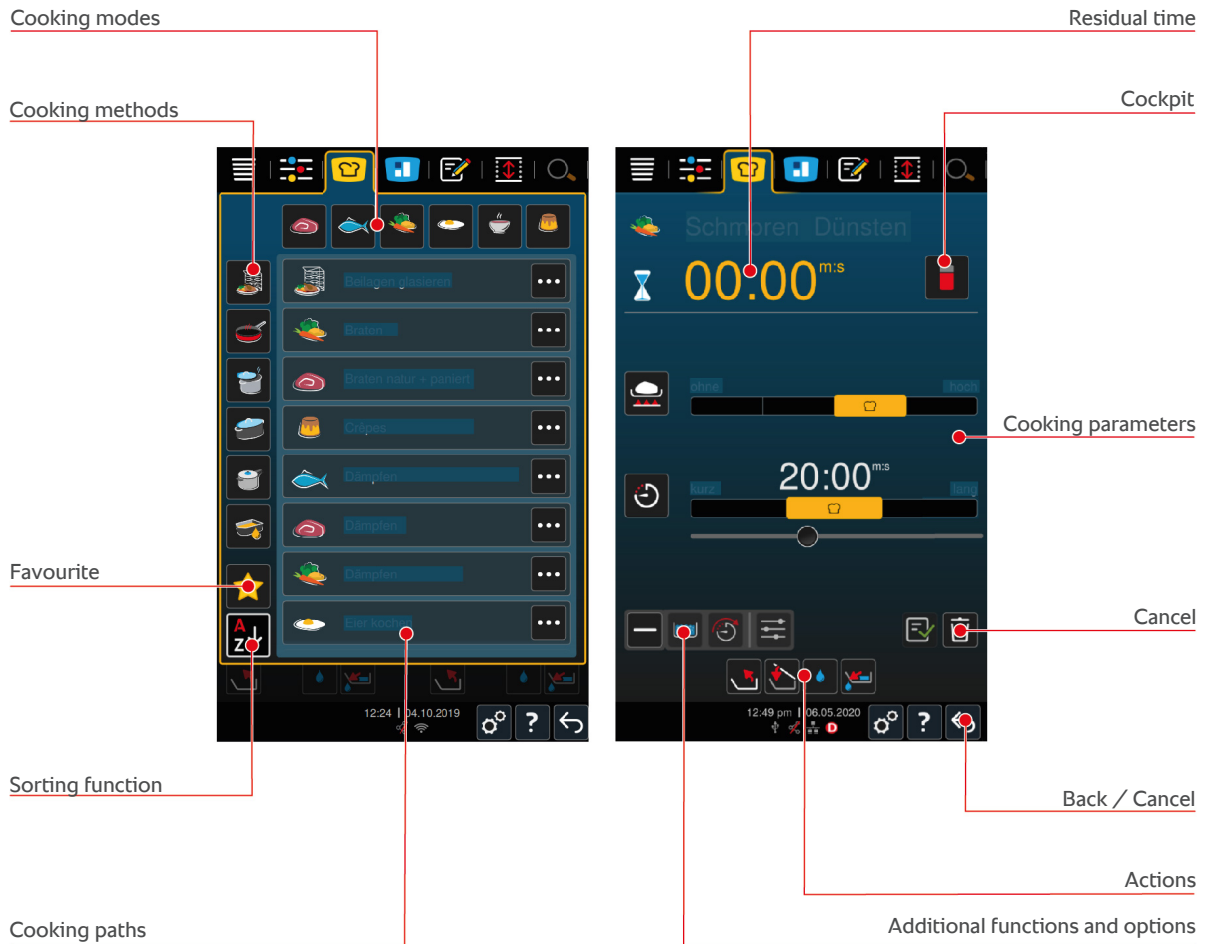 Cooking modes
Residual time
Cooking methods
Cockpit
Schmoren Dünsten
00:00 m:s
Beilagen glasieren
Braten
Braten natur + paniert
ohne
hoch
Crêpes
Cooking parameters
Dämpfen
20:00 m:s
kurz
lang
Dämpfen
Dämpfen
Favourite
Eier kochen
A
Z
Cancel
12:24 | 04.10.2019
?
12:49 pm | 06.05.2020
D
?
Sorting function
Back / Cancel
Actions
Cooking paths
Additional functions and options